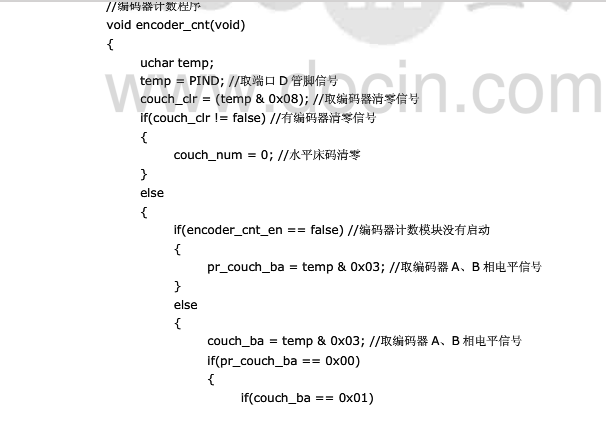 //编码器计数程序
void encoder_cnt(void)
{
uchar temp;
temp = PIND; //取端口 D 管脚信号
couch_clr = (temp & 0x08); //取编码器清零信号
if(couch_clr != false) //有编码器清零信号
{
couch_num = 0; //水平床码清零
}
else
{
if(encoder_cnt_en == false) //编码器计数模块没有启动
{
pr_couch_ba = temp & 0x03; //取编码器 A、B 相电平信号
}
else
{
couch_ba = temp & 0x03; //取编码器 A、B 相电平信号
if(pr_couch_ba == 0x00)
{
if(couch_ba == 0x01)
www.docin.com